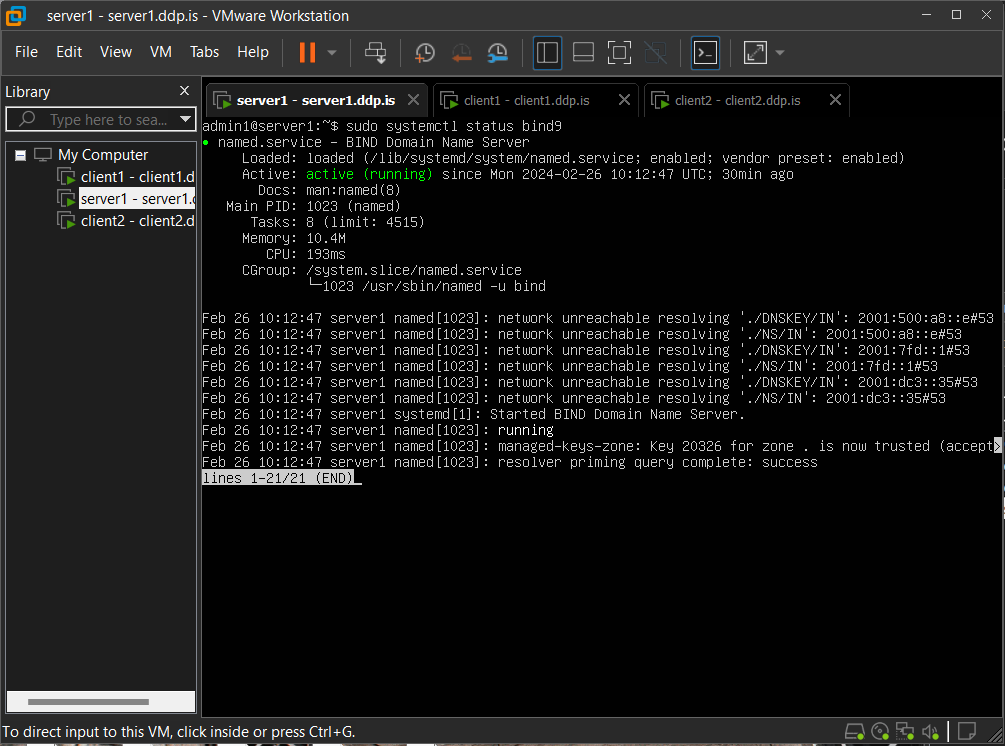 server1 - server1.ddp.is - VMware Workstation
File Edit View VM Tabs Help
Library
Type here to sea...
My Computer
client1 - client1.d
server1 - server1.
client2 - client2.d
server1 - server1.ddp.is
client1 - client1.ddp.is
client2 - client2.ddp.is
admin1@server1:~$ sudo systemctl status bind9
● named.service - BIND Domain Name Server
Loaded: loaded (/lib/systemd/system/named.service; enabled; vendor preset: enabled)
Active: active (running) since Mon 2024-02-26 10:12:47 UTC; 30min ago
Docs: man:named(8)
Main PID: 1023 (named)
Tasks: 8 (limit: 4515)
Memory: 10.4M
CPU: 193ms
CGroup: /system.slice/named.service
└─1023 /usr/sbin/named -u bind
Feb 26 10:12:47 server1 named[1023]: network unreachable resolving './DNSKEY/IN': 2001:500:a8::e#53
Feb 26 10:12:47 server1 named[1023]: network unreachable resolving './NS/IN': 2001:500:a8::e#53
Feb 26 10:12:47 server1 named[1023]: network unreachable resolving './DNSKEY/IN': 2001:7fd::1#53
Feb 26 10:12:47 server1 named[1023]: network unreachable resolving './NS/IN': 2001:7fd::1#53
Feb 26 10:12:47 server1 named[1023]: network unreachable resolving './DNSKEY/IN': 2001:dc3::35#53
Feb 26 10:12:47 server1 named[1023]: network unreachable resolving './NS/IN': 2001:dc3::35#53
Feb 26 10:12:47 server1 systemd[1]: Started BIND Domain Name Server.
Feb 26 10:12:47 server1 named[1023]: running
Feb 26 10:12:47 server1 named[1023]: managed-keys-zone: Key 20326 for zone . is now trusted (accept>
Feb 26 10:12:47 server1 named[1023]: resolver priming query complete: success
lines 1-21/21 (END)
To direct input to this VM, click inside or press Ctrl+G.